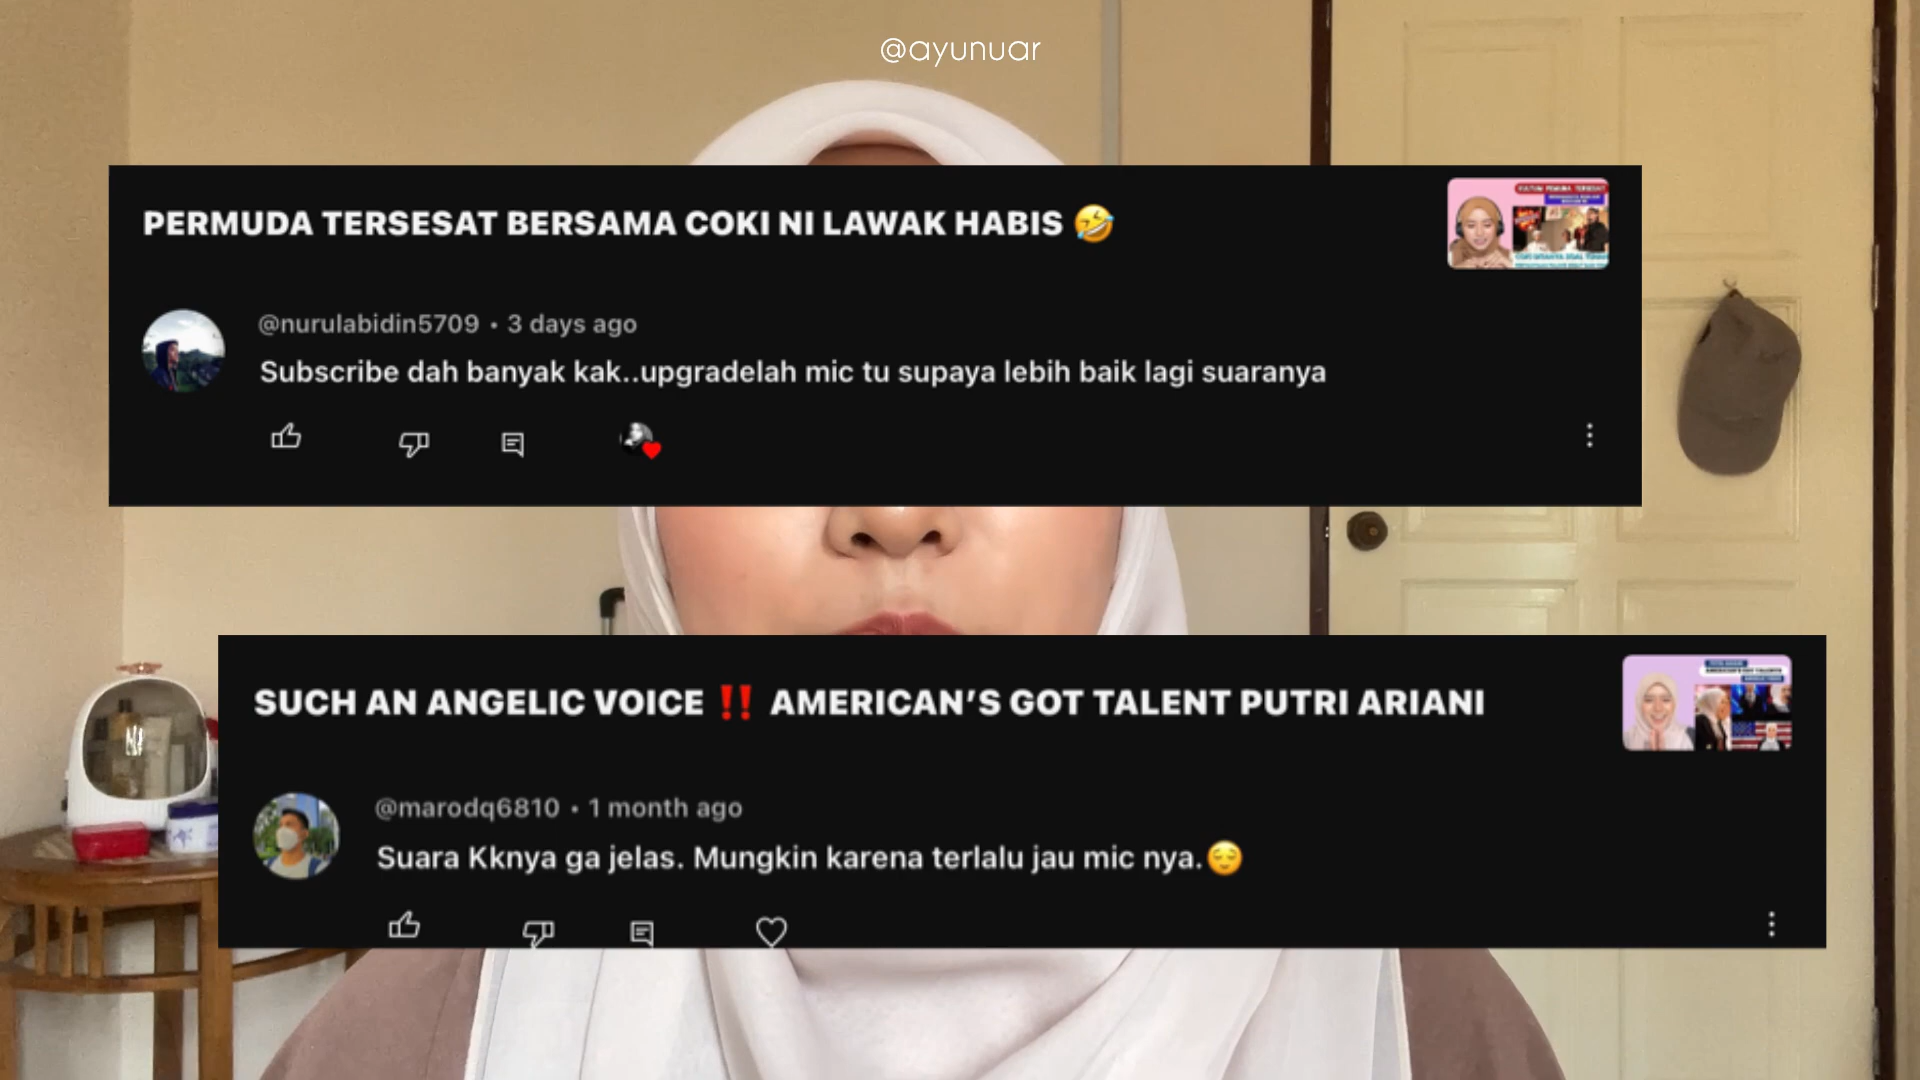 @ayunuar
PERMUDA TERSESAT BERSAMA COKI NI LAWAK HABIS 🤣
@nurulabidin5709 • 3 days ago
Subscribe dah banyak kak..upgradelah mic tu supaya lebih baik lagi suaranya
SUCH AN ANGELIC VOICE ‼️ AMERICAN’S GOT TALENT PUTRI ARIANI
@marodq6810 • 1 month ago
Suara Kknya ga jelas. Mungkin karena terlalu jau mic nya.😌